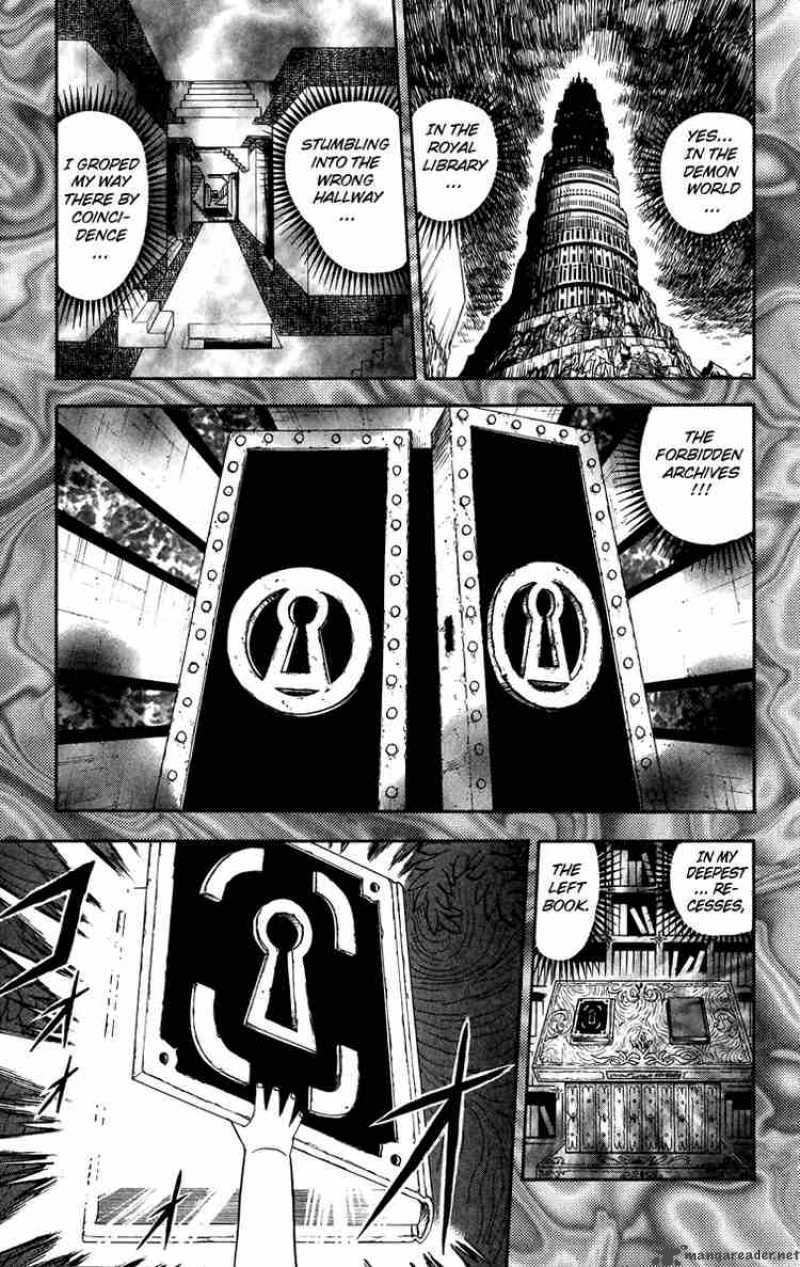 YES...
IN THE
DEMON
WORLD
...
IN THE
ROYAL
LIBRARY
...
STUMBLING
INTO THE
WRONG
HALLWAY
...
I GROPED
MY WAY
THERE BY
COINCI-
DENCE
...
THE
FORBIDDEN
ARCHIVES
!!!
IN MY
DEEPEST
... RE-
CESSES,
THE
LEFT
BOOK.
mangareader.net